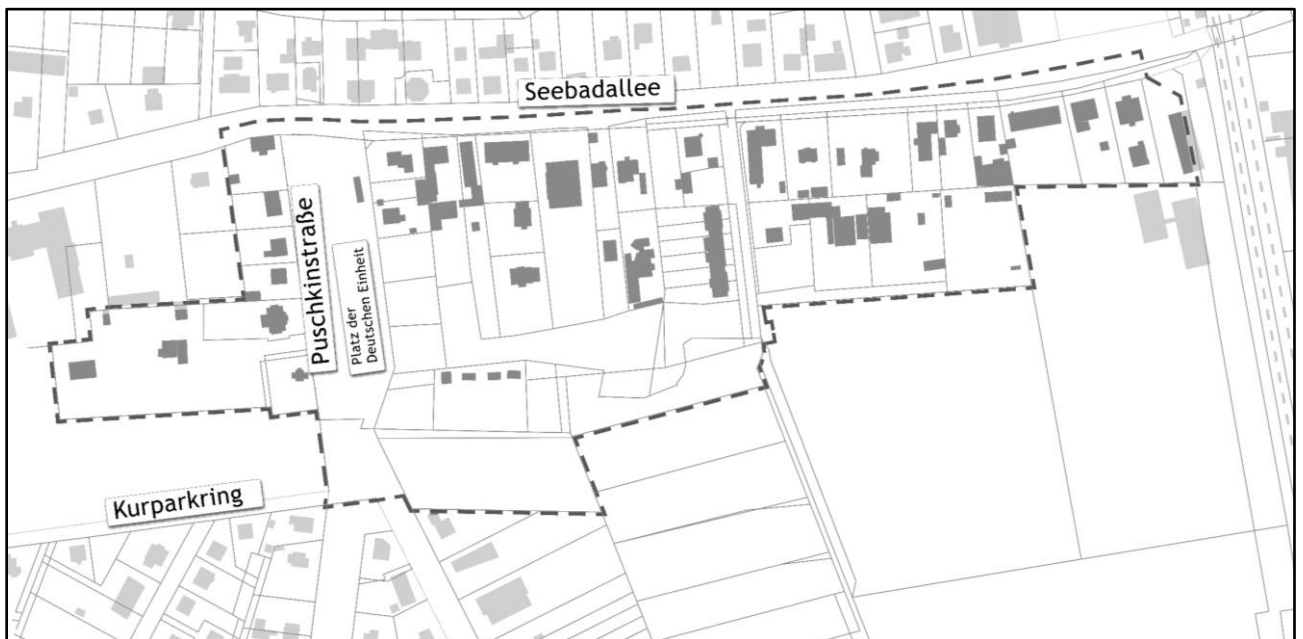 Seebadallee
Puschkinstraße
Platz der
Deutschen Einheit
Kurparkring